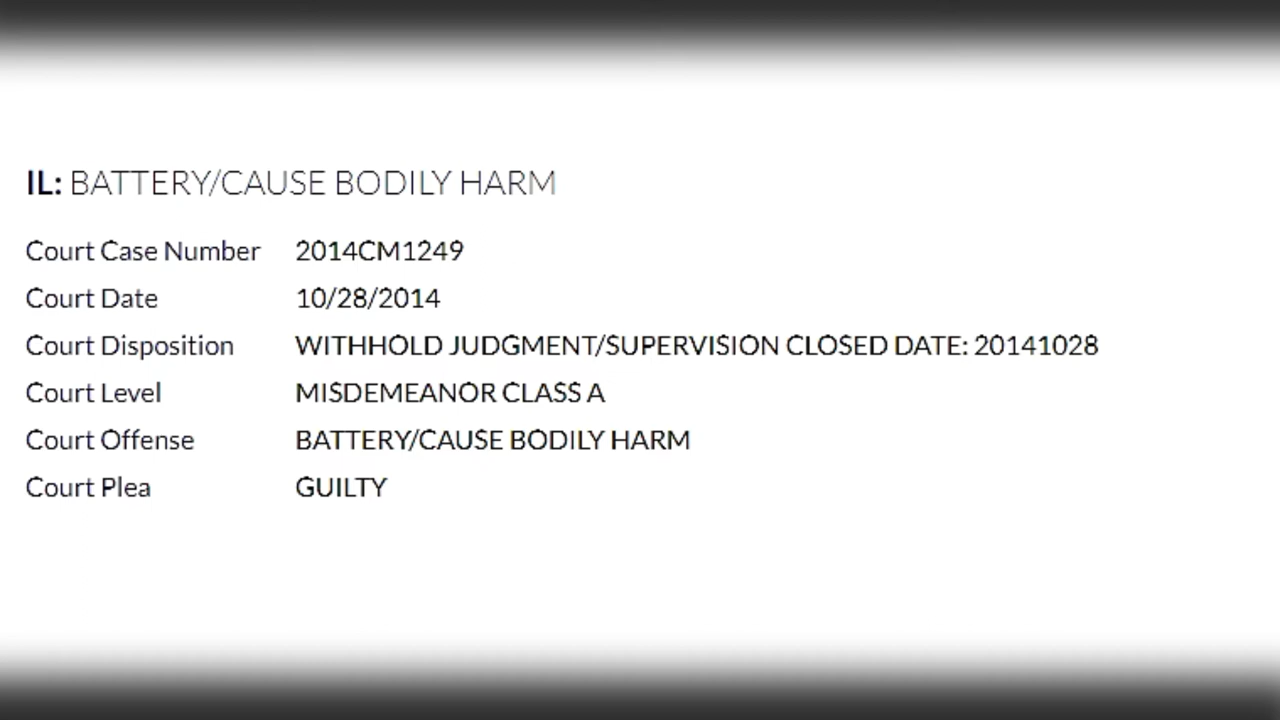 IL: BATTERY/CAUSE BODILY HARM
Court Case Number 2014CM1249
Court Date 10/28/2014
Court Disposition WITHHOLD JUDGMENT/SUPERVISION CLOSED DATE: 20141028
Court Level MISDEMEANOR CLASS A
Court Offense BATTERY/CAUSE BODILY HARM
Court Plea GUILTY